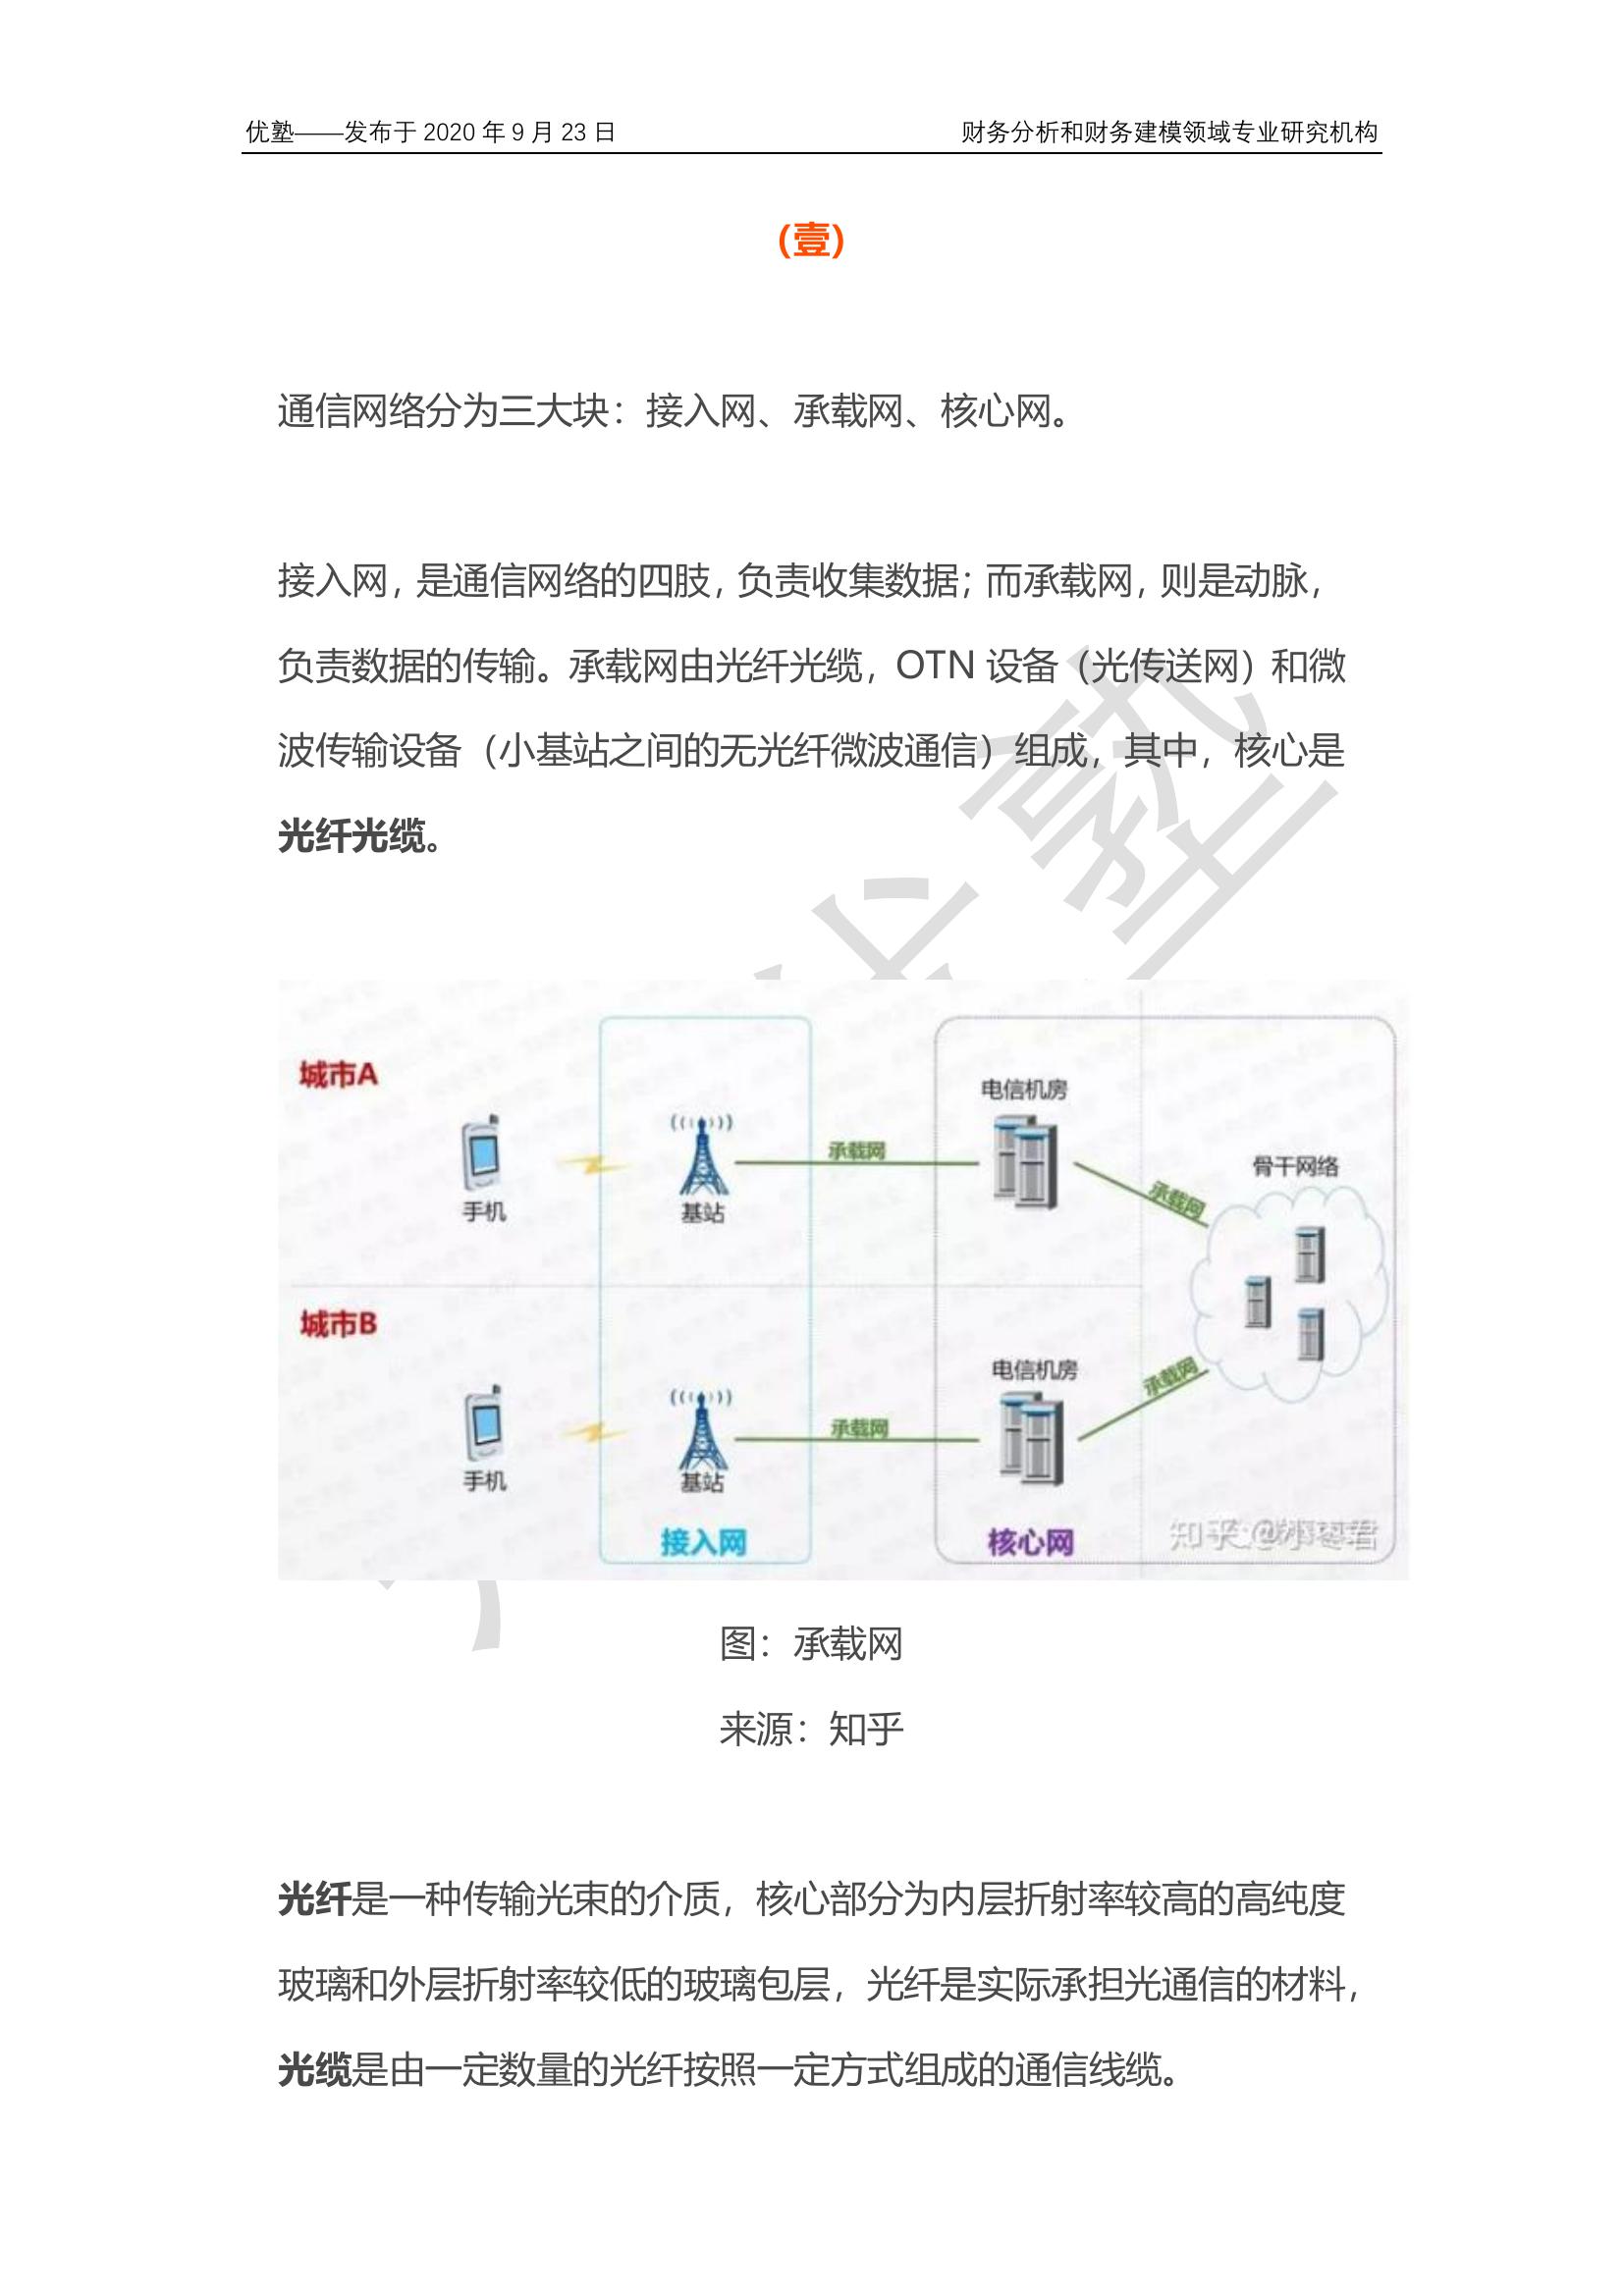 优塾——发布于 2020 年 9 月 23 日
财务分析和财务建模领域专业研究机构
(壹)
通信网络分为三大块：接入网、承载网、核心网。
接入网，是通信网络的四肢，负责收集数据；而承载网，则是动脉，
负责数据的传输。承载网由光纤光缆，OTN 设备（光传送网）和微
波传输设备（小基站之间的无光纤微波通信）组成，其中，核心是
光纤光缆。
城市A
电信机房
承载网
骨干网络
承载网
手机
基站
城市B
电信机房
承载网
承载网
手机
基站
接入网
核心网
知乎 @小枣君
图：承载网
来源：知乎
光纤是一种传输光束的介质，核心部分为内层折射率较高的高纯度
玻璃和外层折射率较低的玻璃包层，光纤是实际承担光通信的材料，
光缆是由一定数量的光纤按照一定方式组成的通信线缆。
塾